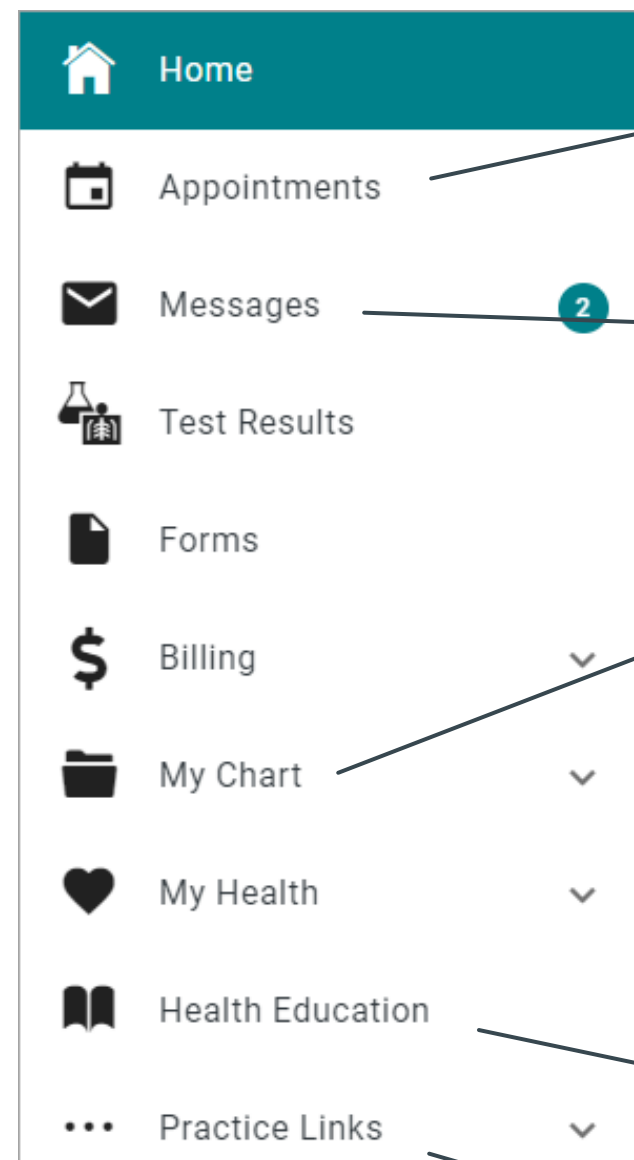 Home
Appointments
Messages 2
Test Results
Forms
Billing
My Chart
My Health
Health Education
Practice Links